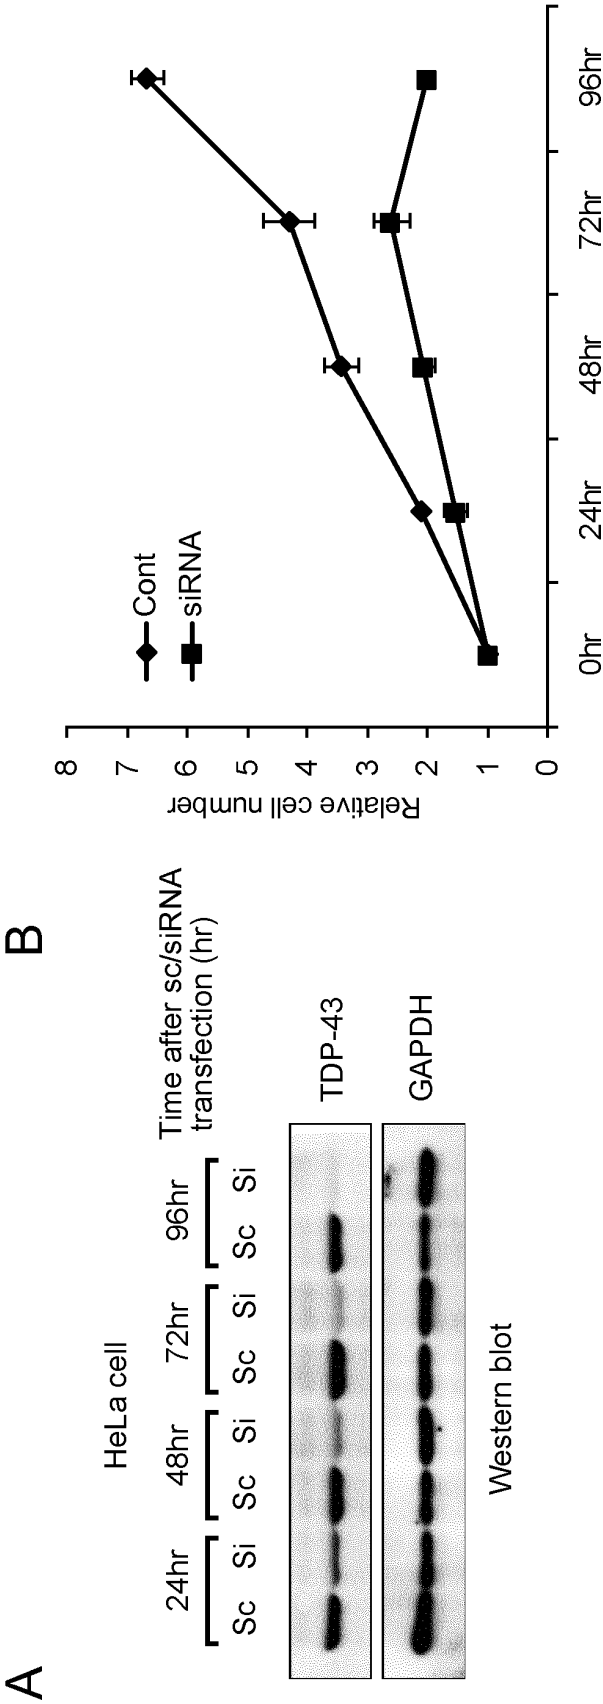 A
HeLa cell
24hr 48hr 72hr 96hr
Time after sc/siRNA
transfection (hr)
Sc Si Sc Si Sc Si Sc Si
TDP-43
GAPDH
Western blot
B
Relative cell number
8
7
6
5
4
3
2
1
0
Cont
siRNA
0hr 24hr 48hr 72hr 96hr